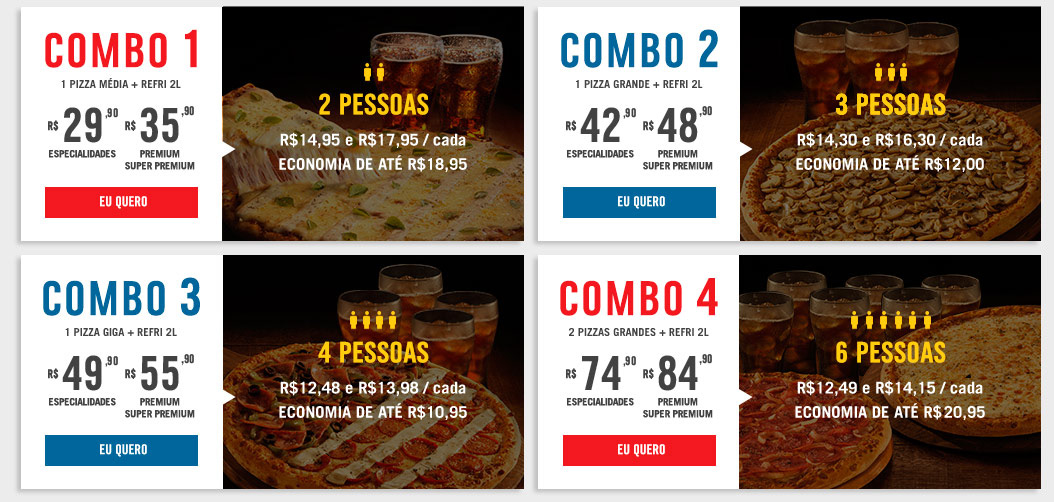 COMBO 1
1 PIZZA MÉDIA + REFRI 2L
R$ 29,90 R$ 35,90
ESPECIALIDADES PREMIUM
SUPER PREMIUM
EU QUERO
2 PESSOAS
R$14,95 e R$17,95 / cada
ECONOMIA DE ATÉ R$18,95
COMBO 2
1 PIZZA GRANDE + REFRI 2L
R$ 42,90 R$ 48,90
ESPECIALIDADES PREMIUM
SUPER PREMIUM
EU QUERO
3 PESSOAS
R$14,30 e R$16,30 / cada
ECONOMIA DE ATÉ R$12,00
COMBO 3
1 PIZZA GIGA + REFRI 2L
R$ 49,90 R$ 55,90
ESPECIALIDADES PREMIUM
SUPER PREMIUM
EU QUERO
4 PESSOAS
R$12,48 e R$13,98 / cada
ECONOMIA DE ATÉ R$10,95
COMBO 4
2 PIZZAS GRANDES + REFRI 2L
R$ 74,90 R$ 84,90
ESPECIALIDADES PREMIUM
SUPER PREMIUM
EU QUERO
6 PESSOAS
R$12,49 e R$14,15 / cada
ECONOMIA DE ATÉ R$20,95